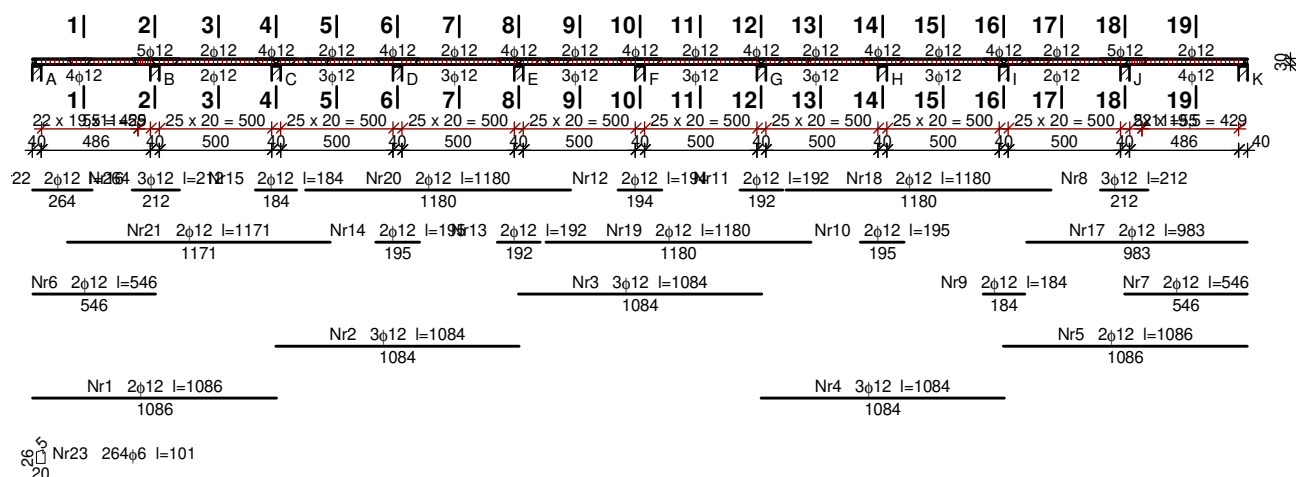 1 2 3 4 5 6 7 8 9 10 11 12 13 14 15 16 17 18 19
5ϕ12 2ϕ12 4ϕ12 2ϕ12 4ϕ12 2ϕ12 4ϕ12 2ϕ12 4ϕ12 2ϕ12 4ϕ12 2ϕ12 4ϕ12 2ϕ12 4ϕ12 2ϕ12 5ϕ12 2ϕ12
30
A B C D E F G H I J K
4ϕ12 2ϕ12 3ϕ12 3ϕ12 3ϕ12 3ϕ12 3ϕ12 3ϕ12 2ϕ12 4ϕ12
1 2 3 4 5 6 7 8 9 10 11 12 13 14 15 16 17 18 19
25 x 20 = 500 25 x 20 = 500 25 x 20 = 500 25 x 20 = 500 25 x 20 = 500 25 x 20 = 500 25 x 20 = 500 25 x 20 = 500 = 429
40 486 40 500 40 500 40 500 40 500 40 500 40 500 40 500 40 500 40 486 40
22 2ϕ12 3ϕ12 Nr15 2ϕ12 l=184 Nr20 2ϕ12 l=1180 Nr12 2ϕ12 l=194 Nr11 2ϕ12 l=192 Nr18 2ϕ12 l=1180 Nr8 3ϕ12 l=212
264 212 184 1180 194 192 1180 212
Nr21 2ϕ12 l=1171 Nr14 2ϕ12 l=195 Nr13 2ϕ12 l=192 Nr19 2ϕ12 l=1180 Nr10 2ϕ12 l=195 Nr17 2ϕ12 l=983
1171 195 192 1180 195 983
Nr6 2ϕ12 l=546 Nr3 3ϕ12 l=1084 Nr9 2ϕ12 l=184 Nr7 2ϕ12 l=546
546 1084 184 546
Nr2 3ϕ12 l=1084 Nr5 2ϕ12 l=1086
1084 1086
Nr1 2ϕ12 l=1086 Nr4 3ϕ12 l=1084
1086 1084
26 5 Nr23 264ϕ6 l=101
20